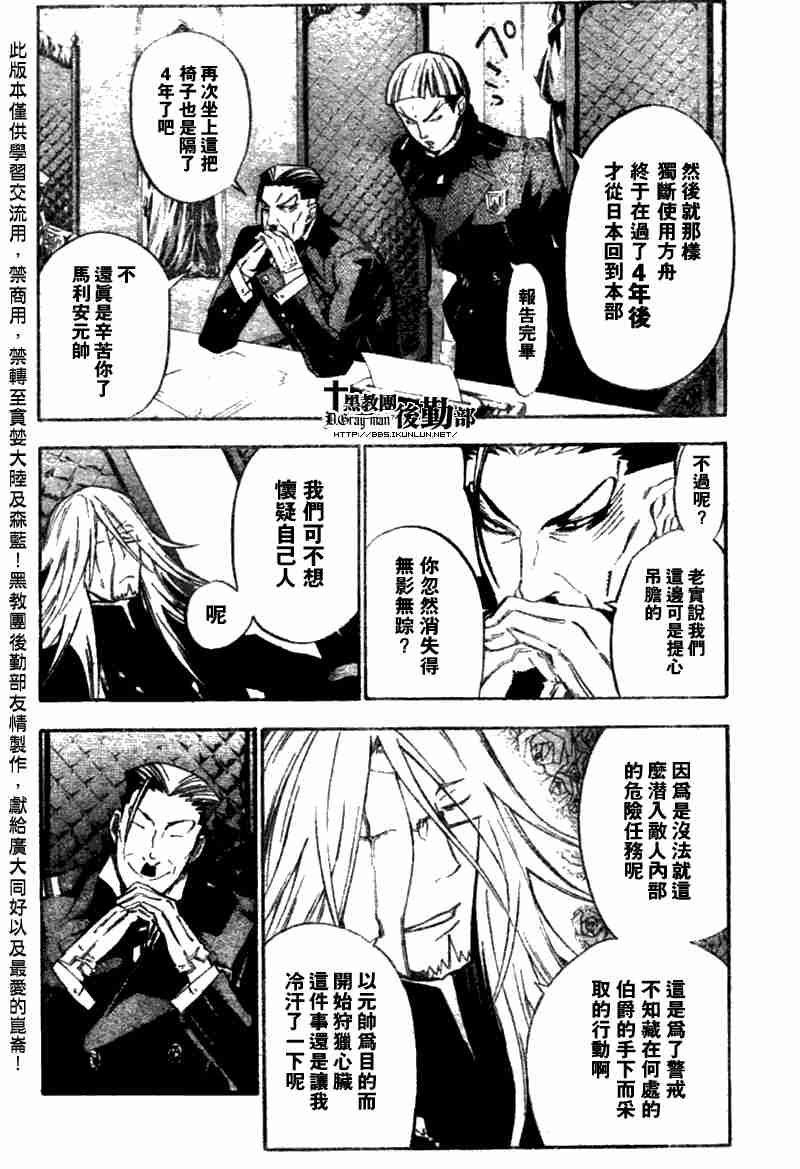 然後就那樣
獨斷使用方舟
終于在過了4年後
才從日本回到本部
報告完畢
ペコ
再次坐上這把
椅子也是隔了
4年了吧
不
還真是辛苦你了
馬利安元帥
十黑教團
D.Gray-man
後勤部
HTTP://BBS.IKUNLUN.NET/
不過呢？
老實說我們
這邊可是提心
吊膽的
你忽然消失得
無影無踪？
我們可不想
懷疑自己人
呢
因爲是沒法就這
麽潛入敵人內部
的危險任務呢
這是爲了警戒
不知藏在何處的
伯爵的手下而采
取的行動啊
以元帥爲目的而
開始狩獵心臟
這件事還是讓我
冷汗了一下呢
此版本僅供學習交流用，禁商用，禁轉至貪婪大陸及森藍！黑教團後勤部友情製作，獻給廣大同好以及最愛的崑崙！